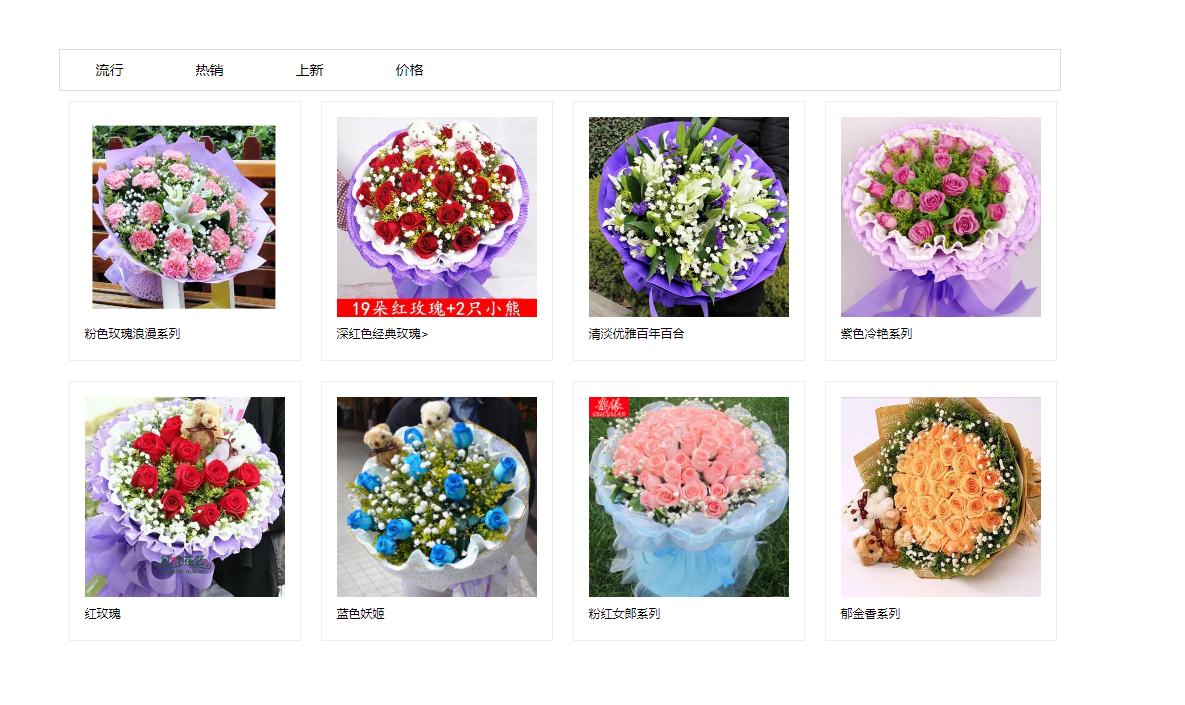 流行
热销
上新
价格
19朵红玫瑰+2只小熊
粉色玫瑰浪漫系列
深红色经典玫瑰>
清淡优雅百年百合
紫色冷艳系列
红玫瑰
蓝色妖姬
粉红女郎系列
郁金香系列